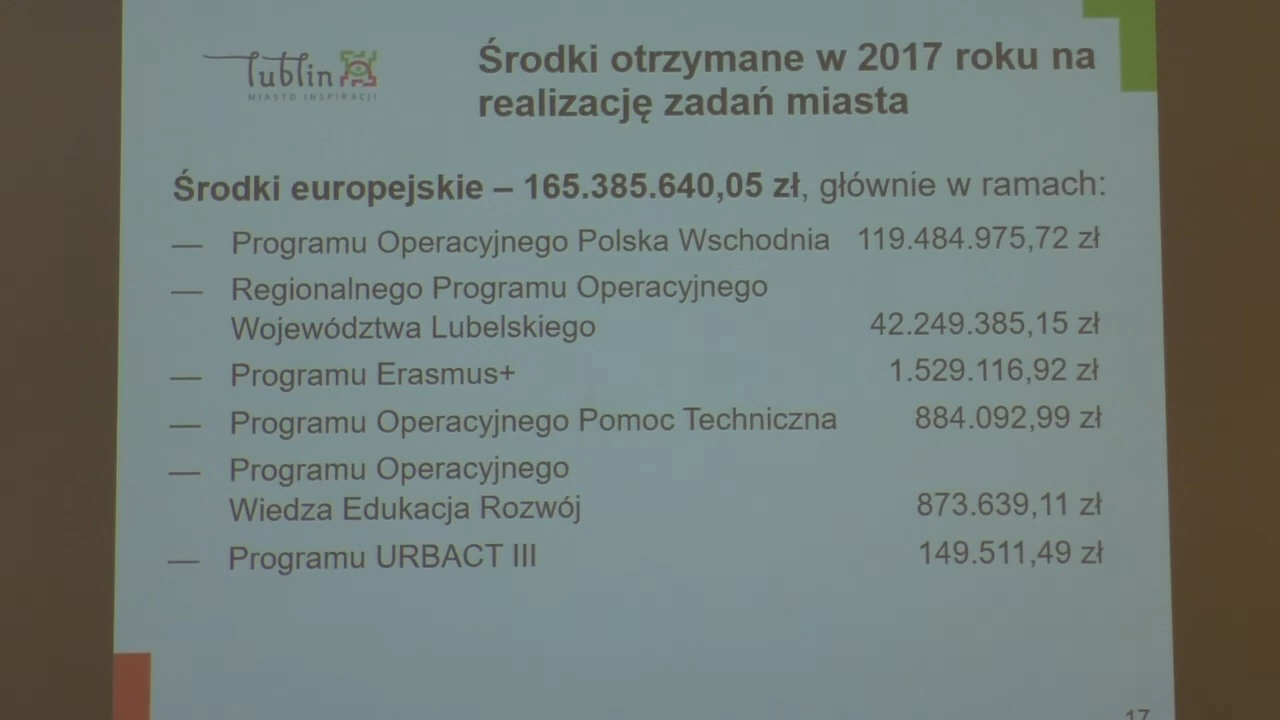 lublin
MIASTO INSPIRACJI
Środki otrzymane w 2017 roku na
realizację zadań miasta
Środki europejskie – 165.385.640,05 zł, głównie w ramach:
— Programu Operacyjnego Polska Wschodnia 119.484.975,72 zł
— Regionalnego Programu Operacyjnego
Województwa Lubelskiego 42.249.385,15 zł
— Programu Erasmus+ 1.529.116,92 zł
— Programu Operacyjnego Pomoc Techniczna 884.092,99 zł
— Programu Operacyjnego
Wiedza Edukacja Rozwój 873.639,11 zł
— Programu URBACT III 149.511,49 zł
17